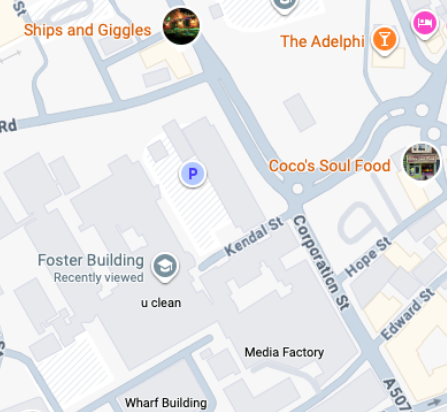 St
Ships and Giggles
The Adelphi
Rd
P
Coco's Soul Food
Kendal St
Corporation St
Hope St
Foster Building
Recently viewed
u clean
Edward St
Media Factory
A507
Wharf Building